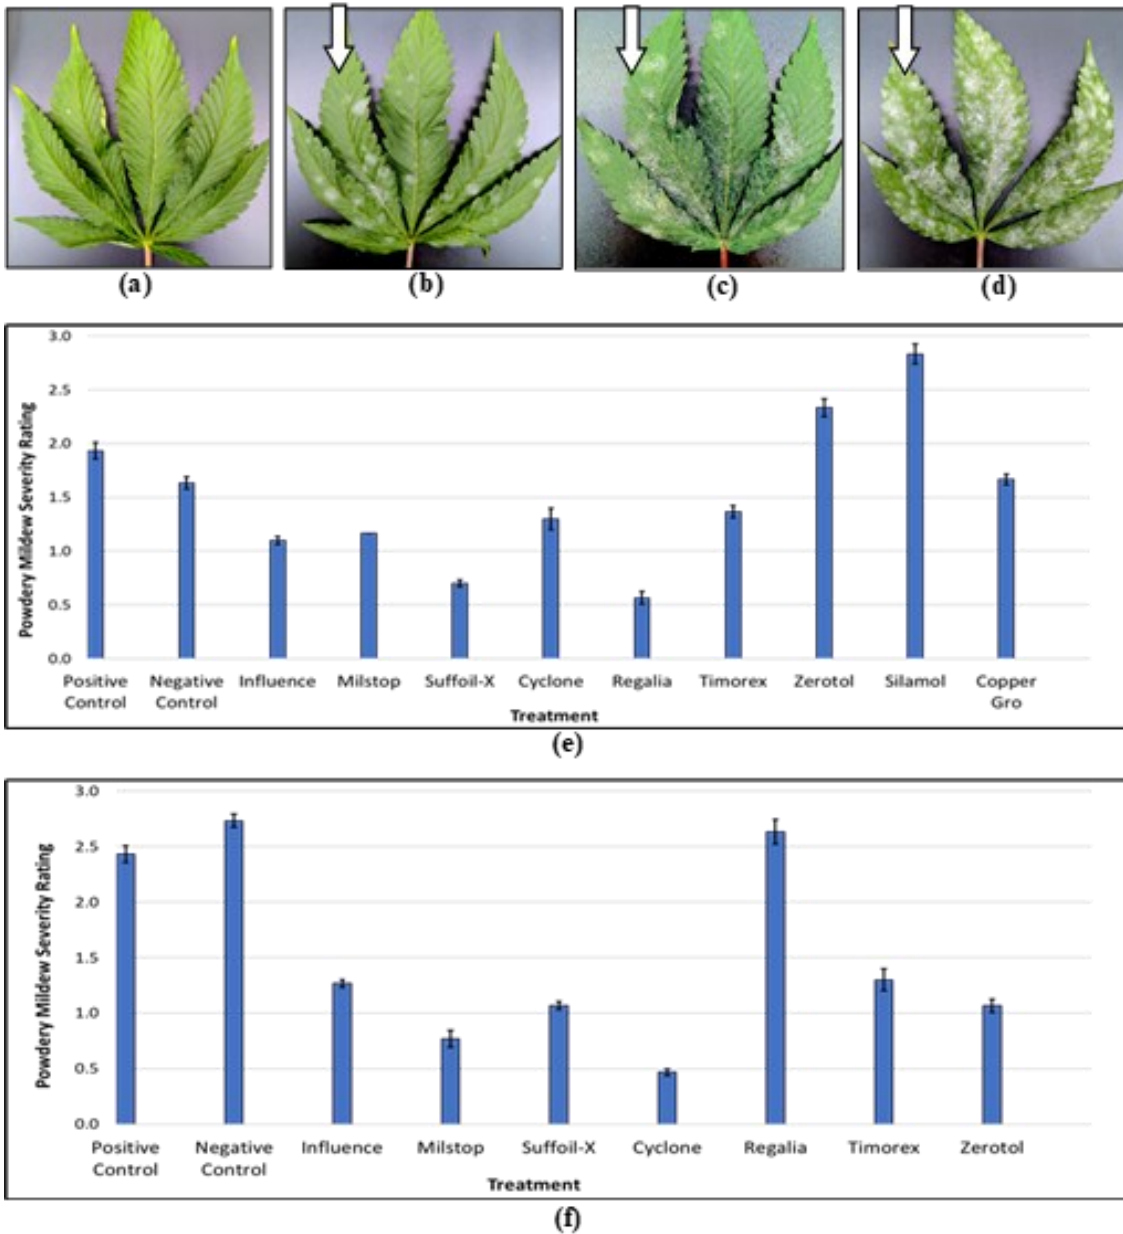 (a) (b) (c) (d)
Powdery Mildew Severity Rating
3.0
2.5
2.0
1.5
1.0
0.5
0.0
Positive Negative Influence Milstop Suffoil-X Cyclone Regalia Timorex Zerotol Silamol Copper
Control Control Gro
Treatment
(e)
Powdery Mildew Severity Rating
3.0
2.5
2.0
1.5
1.0
0.5
0.0
Positive Negative Influence Milstop Suffoil-X Cyclone Regalia Timorex Zerotol
Control Control
Treatment
(f)